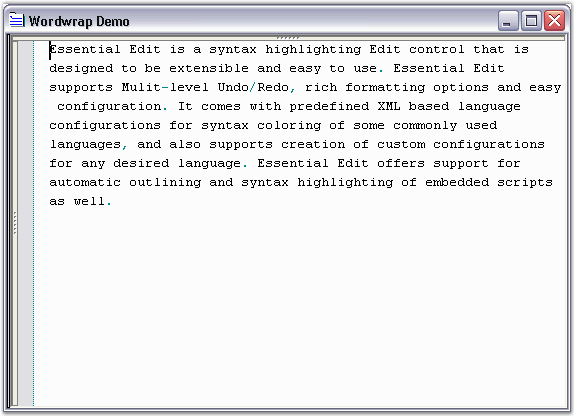 Wordwrap Demo
Essential Edit is a syntax highlighting Edit control that is
designed to be extensible and easy to use. Essential Edit
supports Mulit-level Undo/Redo, rich formatting options and easy
configuration. It comes with predefined XML based language
configurations for syntax coloring of some commonly used
languages, and also supports creation of custom configurations
for any desired language. Essential Edit offers support for
automatic outlining and syntax highlighting of embedded scripts
as well.